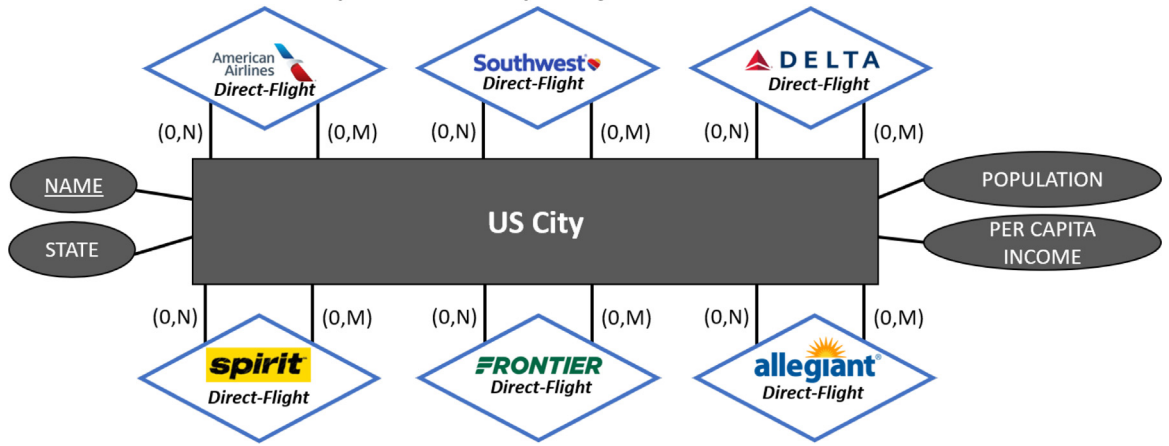 American
Airlines
Direct-Flight
Southwest
Direct-Flight
DELTA
Direct-Flight
(0,N)
(0,M)
(0,N)
(0,M)
(0,N)
(0,M)
NAME
STATE
US City
POPULATION
PER CAPITA
INCOME
(0,N)
(0,M)
(0,N)
(0,M)
(0,N)
(0,M)
spirit
Direct-Flight
FRONTIER
Direct-Flight
allegiant®
Direct-Flight